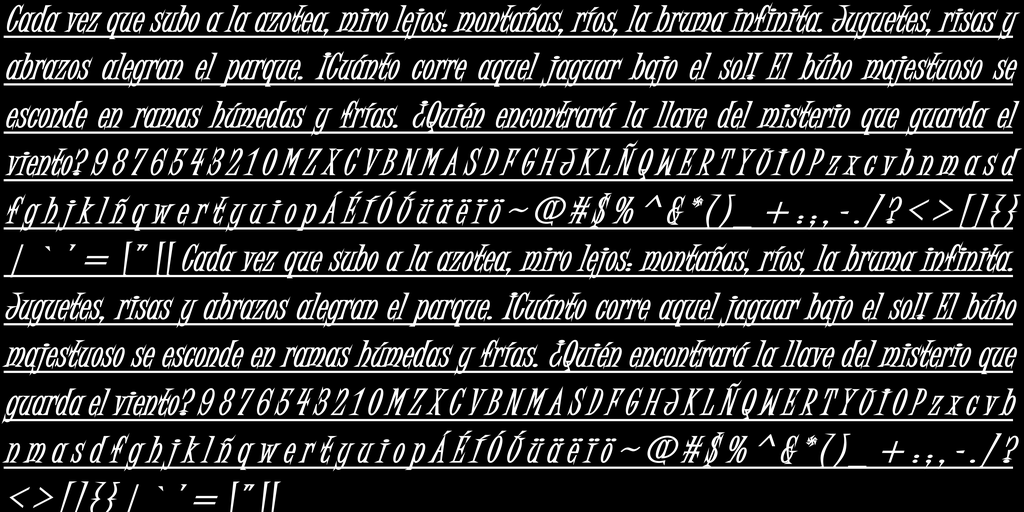 Cada vez que subo a la azotea, miro lejos: montañas, ríos, la bruma infinita. Juguetes, risas y
abrazos alegran el parque. ¡Cuánto corre aquel jaguar bajo el sol! El búho majestuoso se
esconde en ramas húmedas y frías. ¿Quién encontrará la llave del misterio que guarda el
viento? 9 8 7 6 5 4 3 2 1 0 M Z X C V B N M A S D F G H J K L Ñ Q W E R T Y U I O P z x c v b n m a s d
f g h j k l ñ q w e r t y u i o p Á É Í Ó Ó ü ä ë ï ö ~ @ # $ % ^ & * ( ) _ + : ; , - . / ? < > [ ] { }
| ` ' = [ " [ [ Cada vez que subo a la azotea, miro lejos: montañas, ríos, la bruma infinita.
Juguetes, risas y abrazos alegran el parque. ¡Cuánto corre aquel jaguar bajo el sol! El búho
majestuoso se esconde en ramas húmedas y frías. ¿Quién encontrará la llave del misterio que
guarda el viento? 9 8 7 6 5 4 3 2 1 0 M Z X C V B N M A S D F G H J K L Ñ Q W E R T Y U I O P z x c v b
n m a s d f g h j k l ñ q w e r t y u i o p Á É Í Ó Ó ü ä ë ï ö ~ @ # $ % ^ & * ( ) _ + : ; , - . / ?
< > [ ] { } | ` ' = [ " [ [